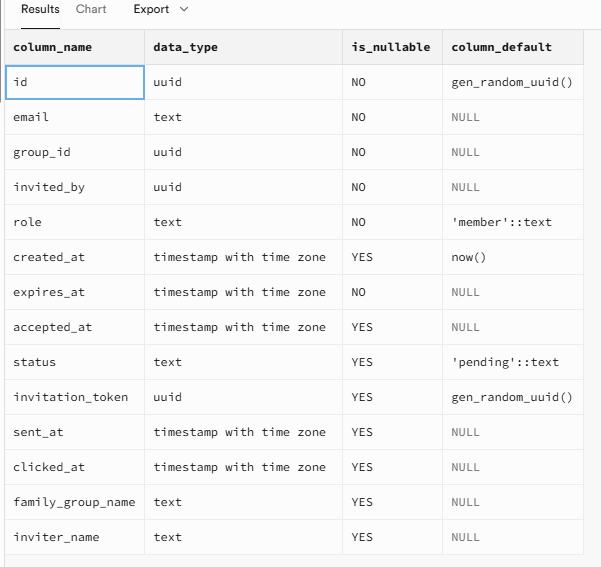 Results Chart Export
column_name data_type is_nullable column_default
id uuid NO gen_random_uuid()
email text NO NULL
group_id uuid NO NULL
invited_by uuid NO NULL
role text NO 'member'::text
created_at timestamp with time zone YES now()
expires_at timestamp with time zone NO NULL
accepted_at timestamp with time zone YES NULL
status text YES 'pending'::text
invitation_token uuid YES gen_random_uuid()
sent_at timestamp with time zone YES NULL
clicked_at timestamp with time zone YES NULL
family_group_name text YES NULL
inviter_name text YES NULL